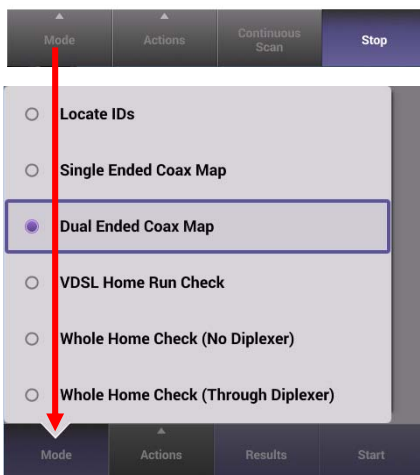 Mode
Actions
Continuous
Scan
Stop
Locate IDs
Single Ended Coax Map
Dual Ended Coax Map
VDSL Home Run Check
Whole Home Check (No Diplexer)
Whole Home Check (Through Diplexer)
Mode
Actions
Results
Start